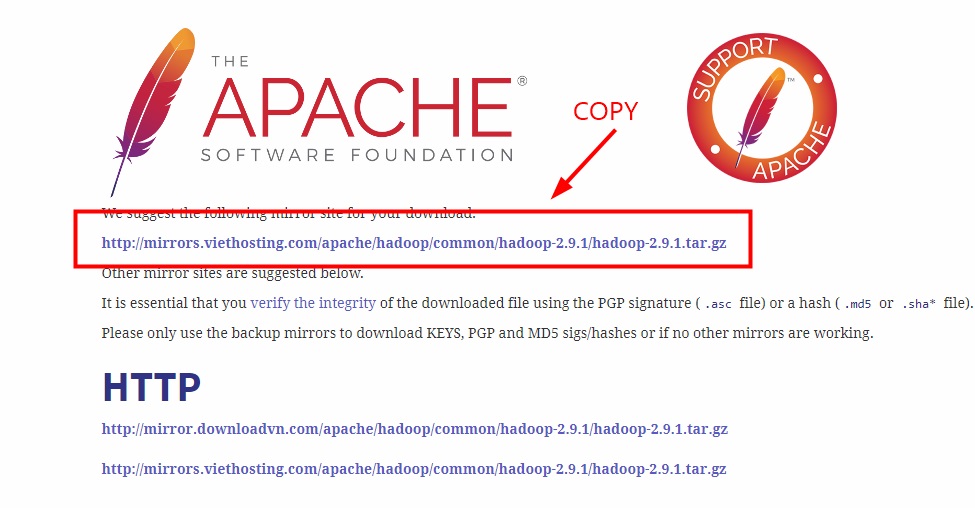 THE
APACHE®
SOFTWARE FOUNDATION
COPY
SUPPORT
APACHE
TM
We suggest the following mirror site for your download:
http://mirrors.viethosting.com/apache/hadoop/common/hadoop-2.9.1/hadoop-2.9.1.tar.gz
Other mirror sites are suggested below.
It is essential that you verify the integrity of the downloaded file using the PGP signature ( .asc file) or a hash ( .md5 or .sha* file).
Please only use the backup mirrors to download KEYS, PGP and MD5 sigs/hashes or if no other mirrors are working.
HTTP
http://mirror.downloadvn.com/apache/hadoop/common/hadoop-2.9.1/hadoop-2.9.1.tar.gz
http://mirrors.viethosting.com/apache/hadoop/common/hadoop-2.9.1/hadoop-2.9.1.tar.gz